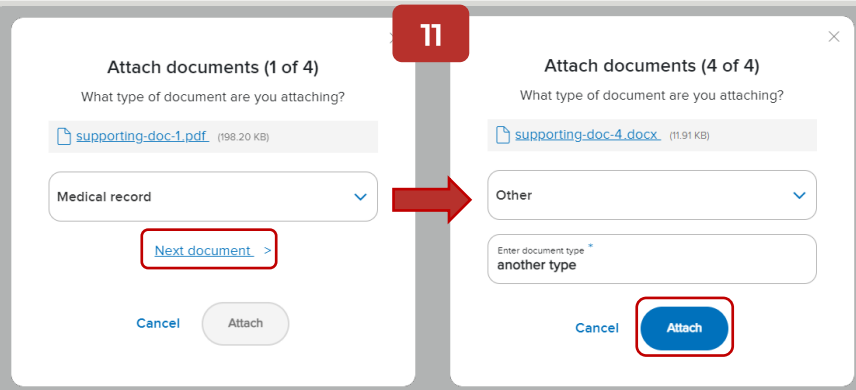 11
Attach documents (1 of 4)
What type of document are you attaching?
supporting-doc-1.pdf (198.20 KB)
Medical record
Next document >
Cancel Attach
Attach documents (4 of 4)
What type of document are you attaching?
supporting-doc-4.docx (11.91 KB)
Other
Enter document type *
another type
Cancel Attach